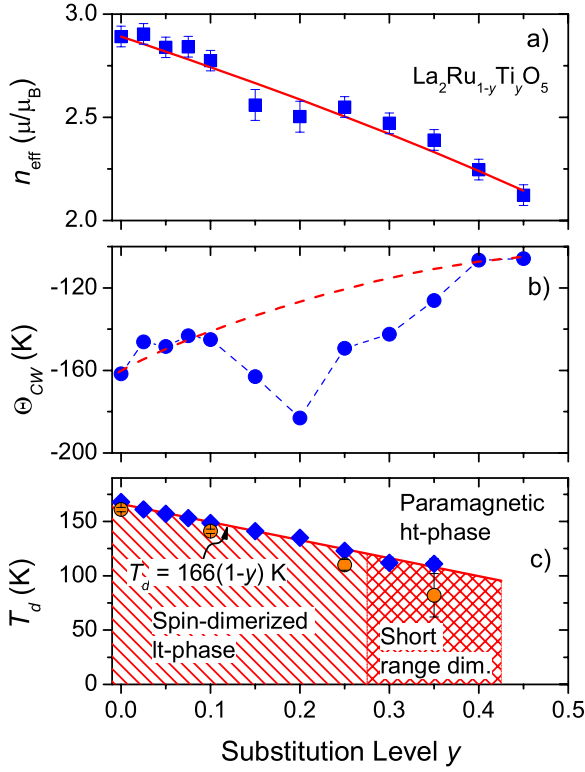 3.0
a)
La₂Ru₁₋yTiyO₅
n_eff (μ/μ_B)
2.5
2.0
b)
-120
Θ_CW (K)
-160
-200
Paramagnetic
ht-phase
150
c)
T_d = 166(1-y) K
100
T_d (K)
Spin-dimerized
lt-phase
Short
range dim.
50
0
0.0 0.1 0.2 0.3 0.4 0.5
Substitution Level y